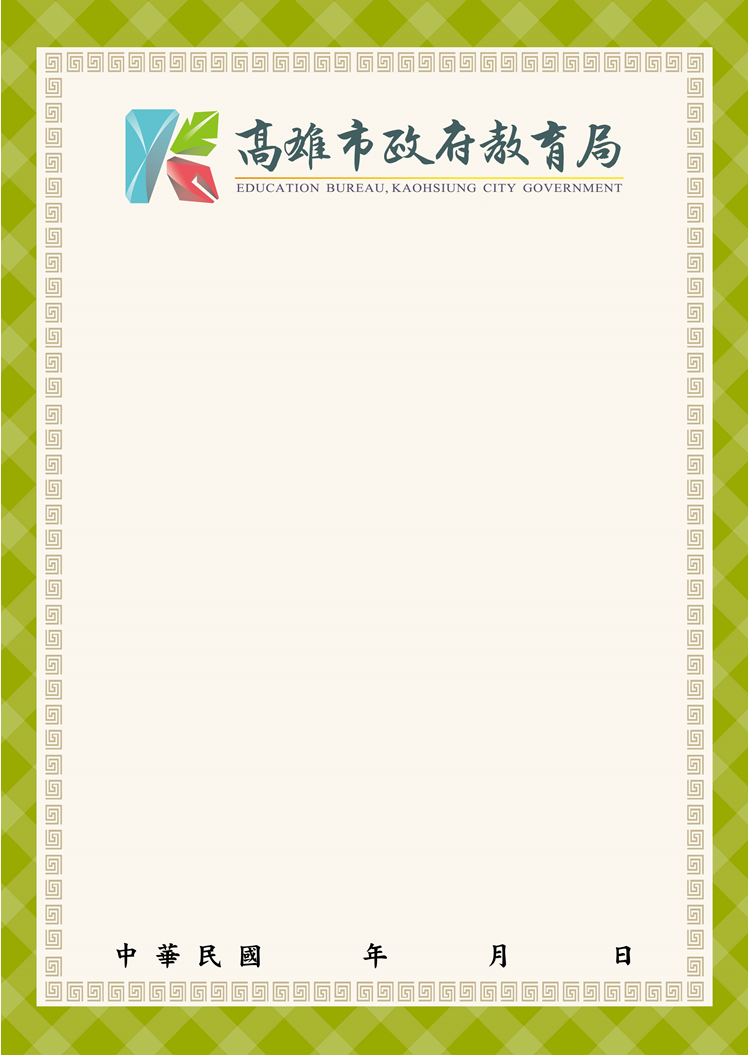 高雄市政府教育局
EDUCATION BUREAU, KAOHSIUNG CITY GOVERNMENT
中華民國 年 月 日